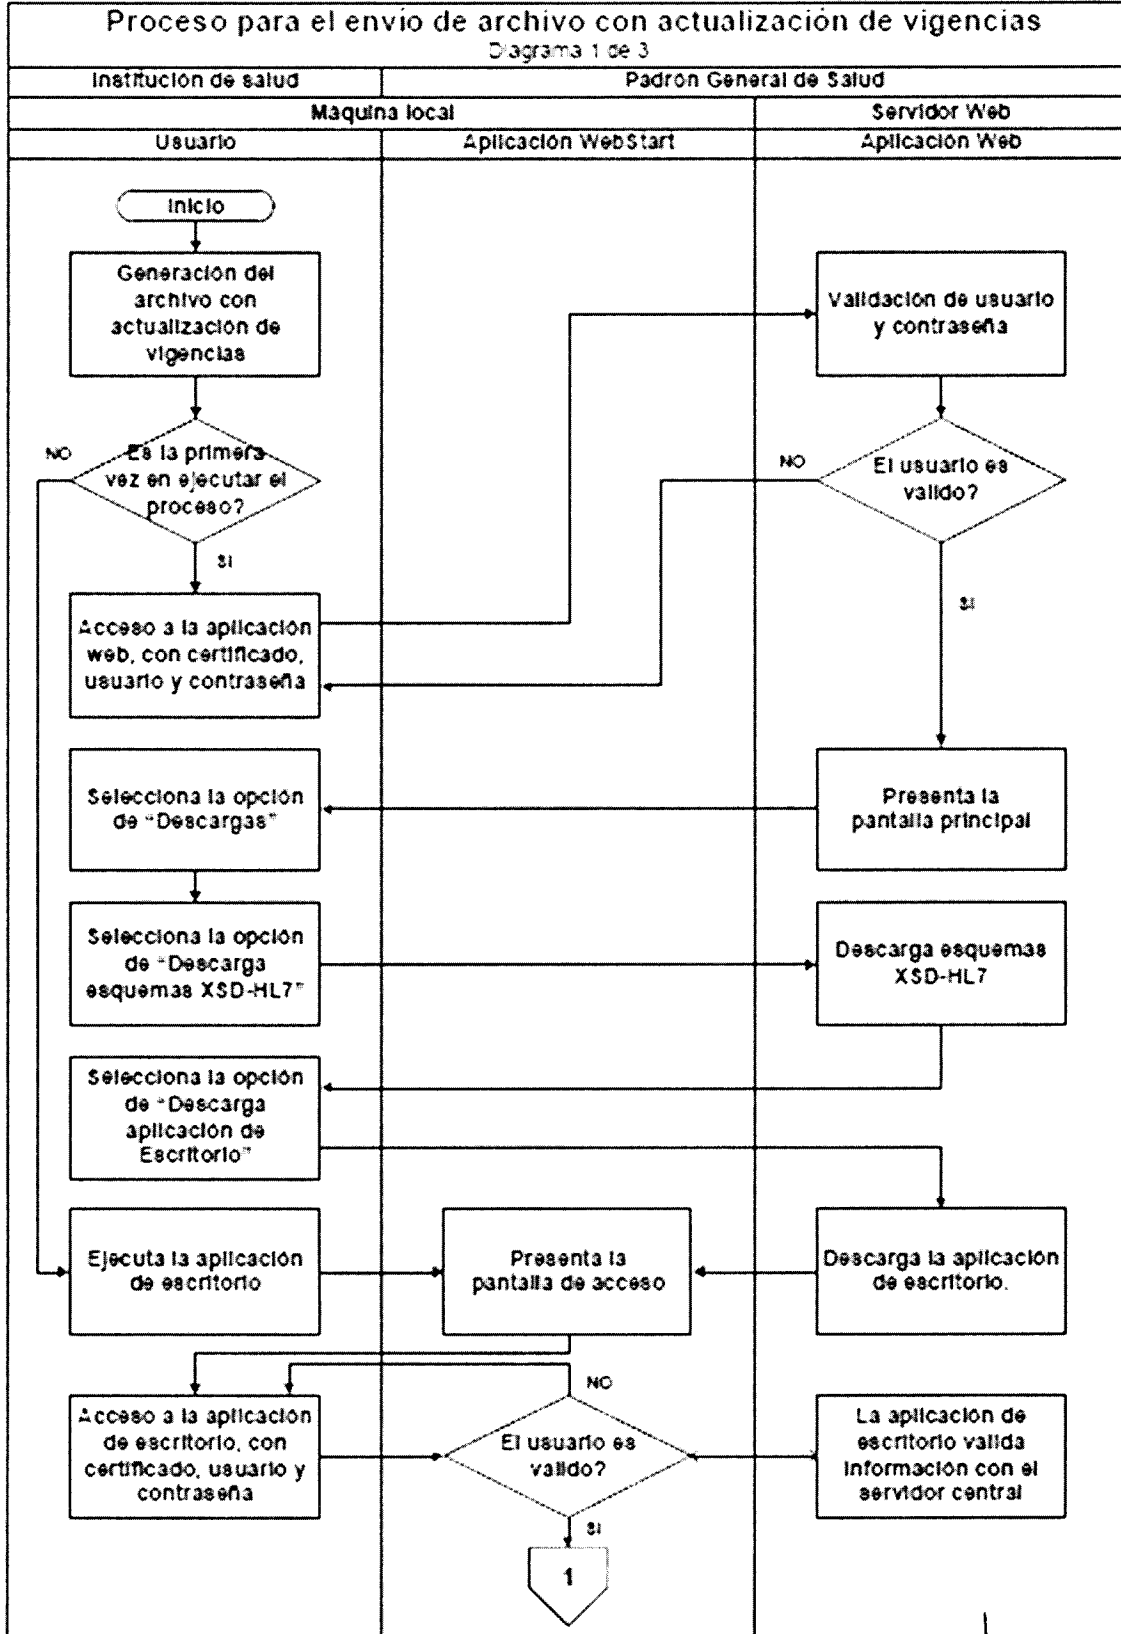 Proceso para el envío de archivo con actualización de vigencias
Diagrama 1 de 3
Institución de salud
Padrón General de Salud
Maquina local
Servidor Web
Usuario
Aplicación WebStart
Aplicación Web
Inicio
Generación del
archivo con
actualización de
vigencias
Validación de usuario
y contraseña
NO
Es la primera
vez en ejecutar el
proceso?
SI
NO
El usuario es
valido?
SI
Acceso a la aplicación
web, con certificado,
usuario y contraseña
Selecciona la opción
de "Descargas"
Presenta la
pantalla principal
Selecciona la opción
de "Descarga
esquemas XSD-HL7"
Descarga esquemas
XSD-HL7
Selecciona la opción
de "Descarga
aplicación de
Escritorio"
Ejecuta la aplicación
de escritorio
Presenta la
pantalla de acceso
Descarga la aplicación
de escritorio.
Acceso a la aplicación
de escritorio, con
certificado, usuario y
contraseña
NO
El usuario es
valido?
SI
La aplicación de
escritorio valida
información con el
servidor central
1